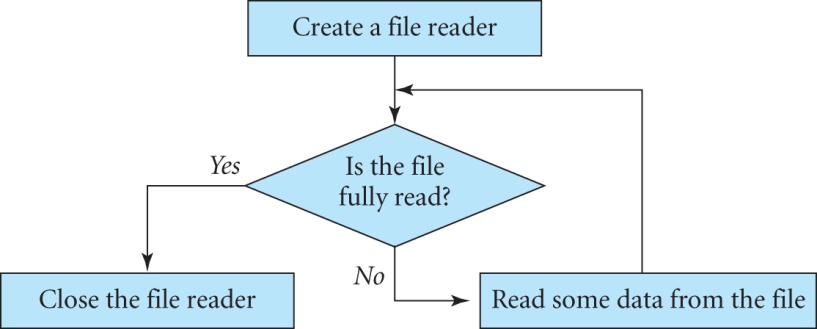 Create a file reader
Yes
Is the file
fully read?
No
Close the file reader
Read some data from the file